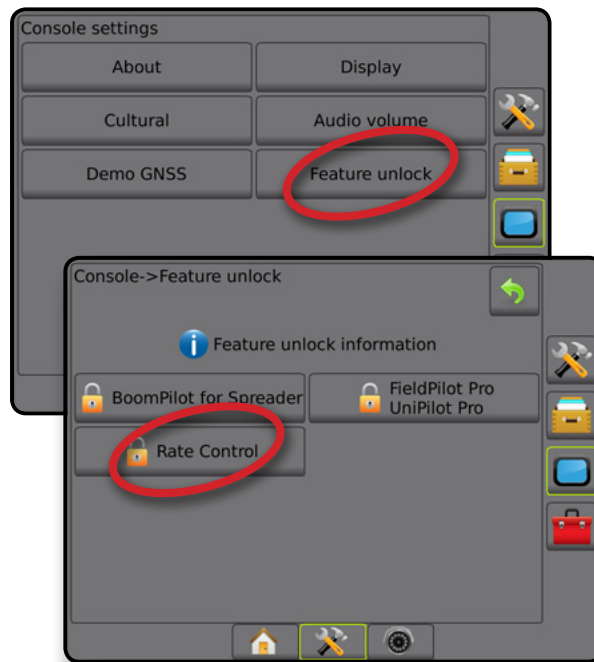 Console settings
About
Display
Cultural
Audio volume
Demo GNSS
Feature unlock
Console->Feature unlock
Feature unlock information
BoomPilot for Spreader
FieldPilot Pro
UniPilot Pro
Rate Control